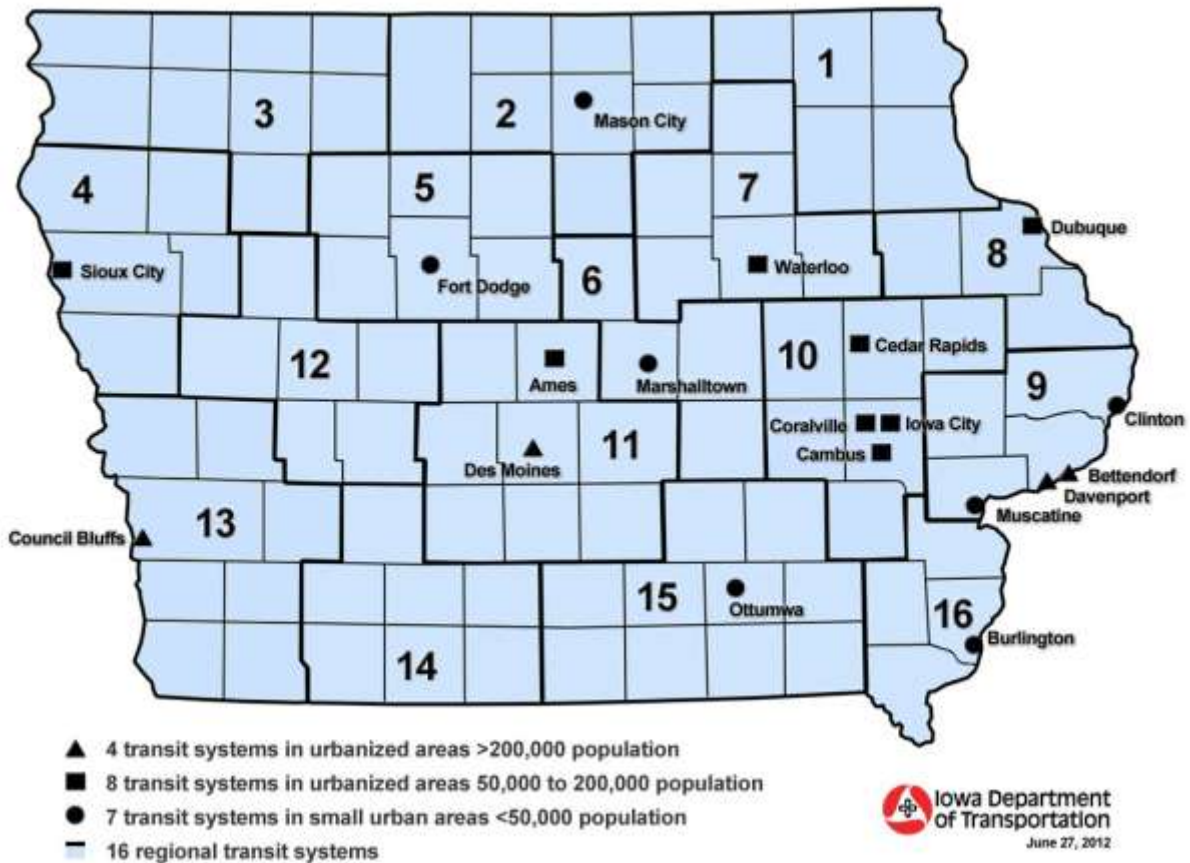 1
2
3
Mason City
4
5
7
Dubuque
8
Sioux City
Fort Dodge
6
Waterloo
12
Ames
Marshalltown
10
Cedar Rapids
9
Clinton
Des Moines
11
Coralville
Iowa City
Cambus
Bettendorf
Davenport
Muscatine
Council Bluffs
13
15
Ottumwa
16
Burlington
14
4 transit systems in urbanized areas >200,000 population
8 transit systems in urbanized areas 50,000 to 200,000 population
7 transit systems in small urban areas <50,000 population
16 regional transit systems
Iowa Department
of Transportation
June 27, 2012